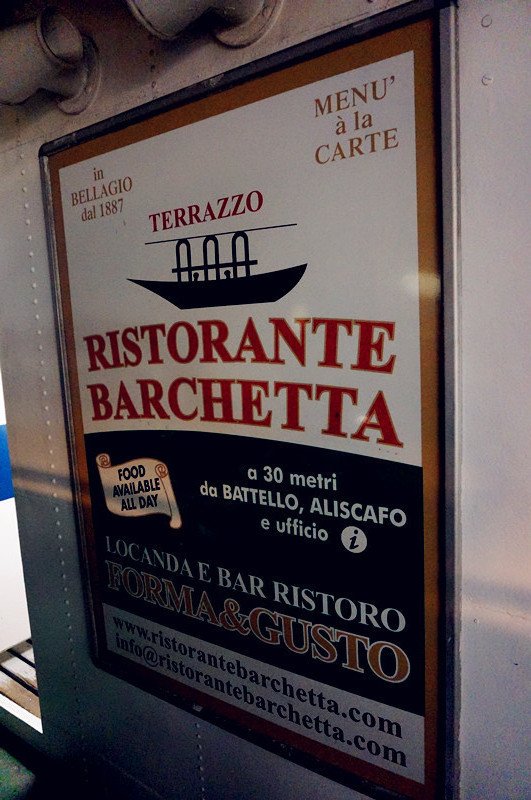 MENU'
à la
CARTE
in
BELLAGIO
dal 1887
TERRAZZO
RISTORANTE
BARCHETTA
FOOD
AVAILABLE
ALL DAY
a 30 metri
da BATTELLO, ALISCAFO
e ufficio i
LOCANDA E BAR RISTORO
FORMA&GUSTO
www.ristorantebarchetta.com
info@ristorantebarchetta.com